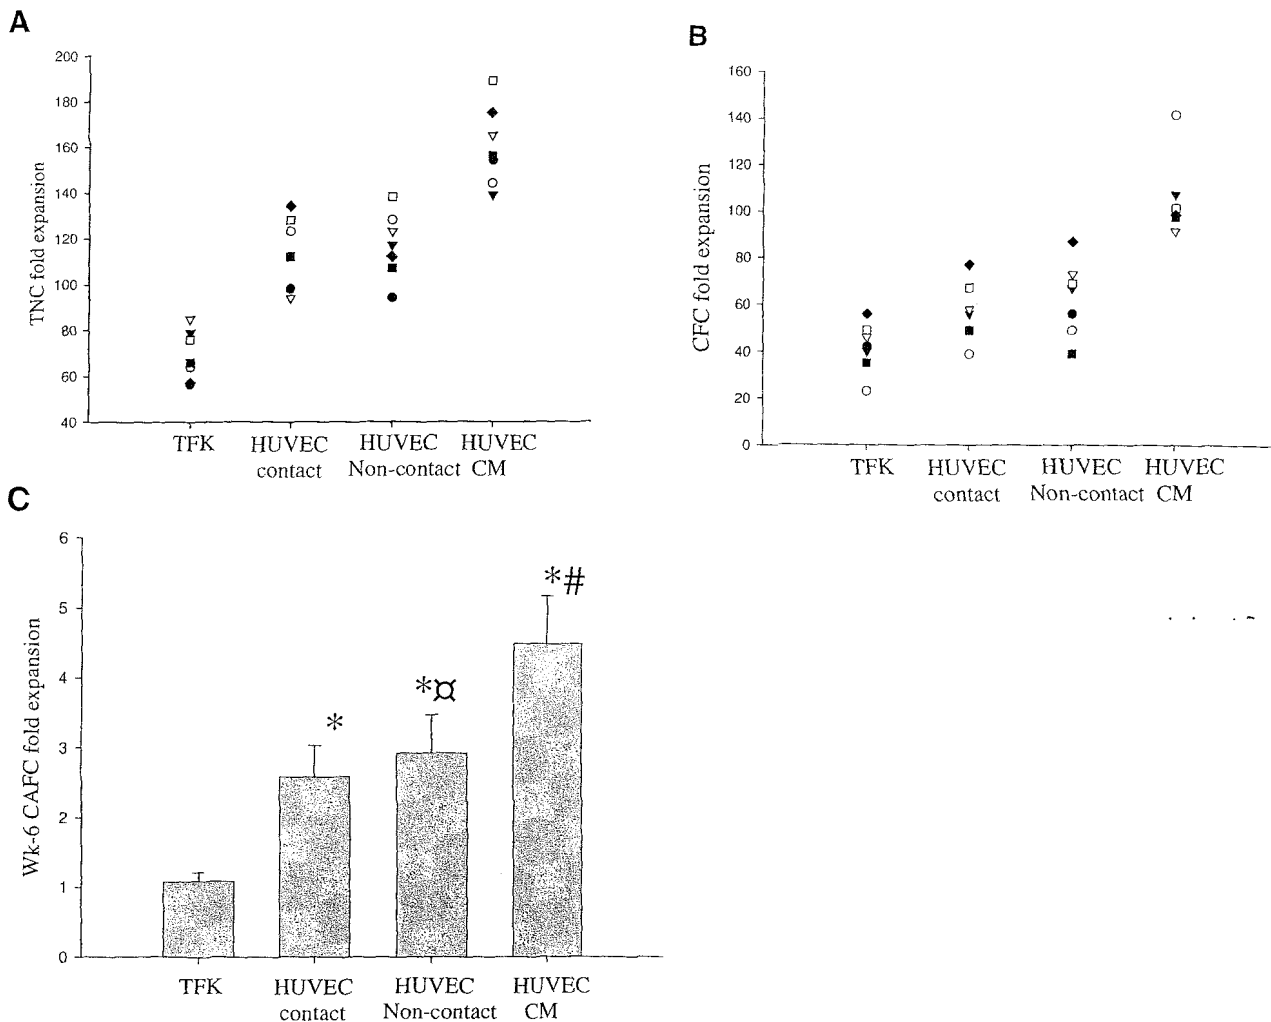 A
200
180
160
140
120
100
80
60
40
TNC fold expansion
TFK
HUVEC
contact
HUVEC
Non-contact
HUVEC
CM
B
160
140
120
100
80
60
40
20
0
CFC fold expansion
TFK
HUVEC
contact
HUVEC
Non-contact
HUVEC
CM
C
6
5
4
3
2
1
0
Wk-6 CAFC fold expansion
*
*¤
*#
TFK
HUVEC
contact
HUVEC
Non-contact
HUVEC
CM